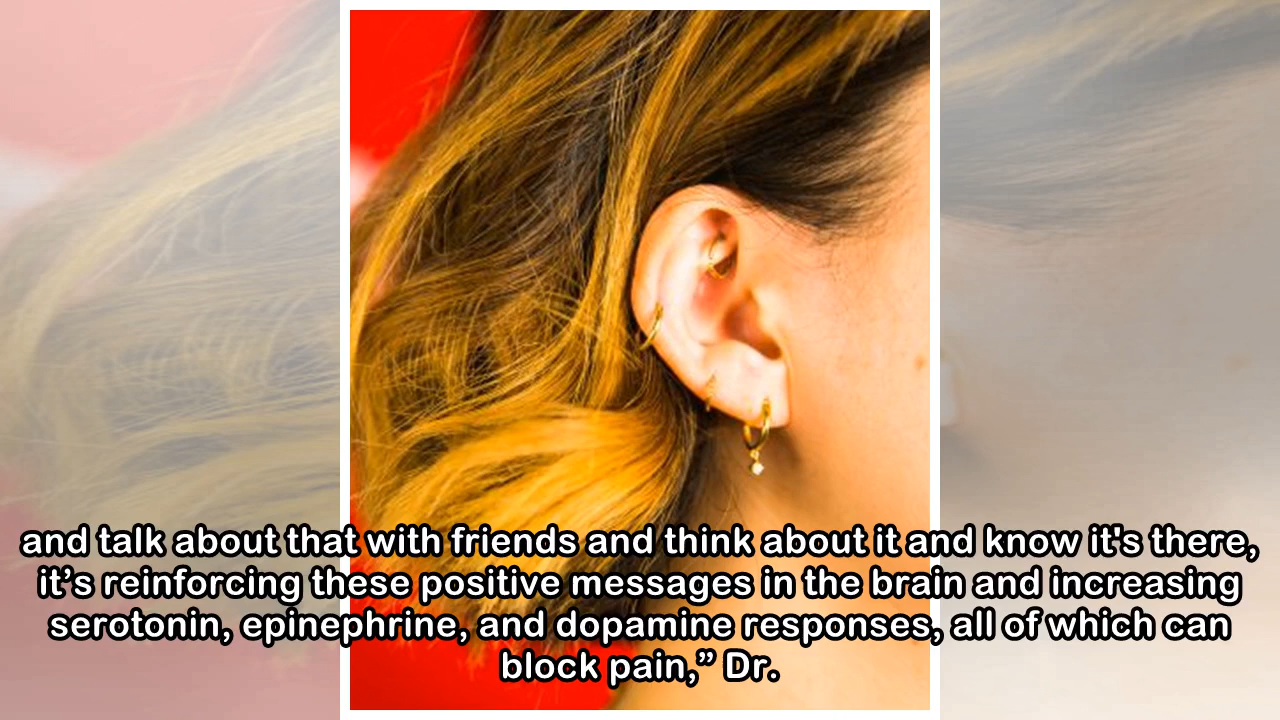 and talk about that with friends and think about it and know it's there,
it’s reinforcing these positive messages in the brain and increasing
serotonin, epinephrine, and dopamine responses, all of which can
block pain,” Dr.